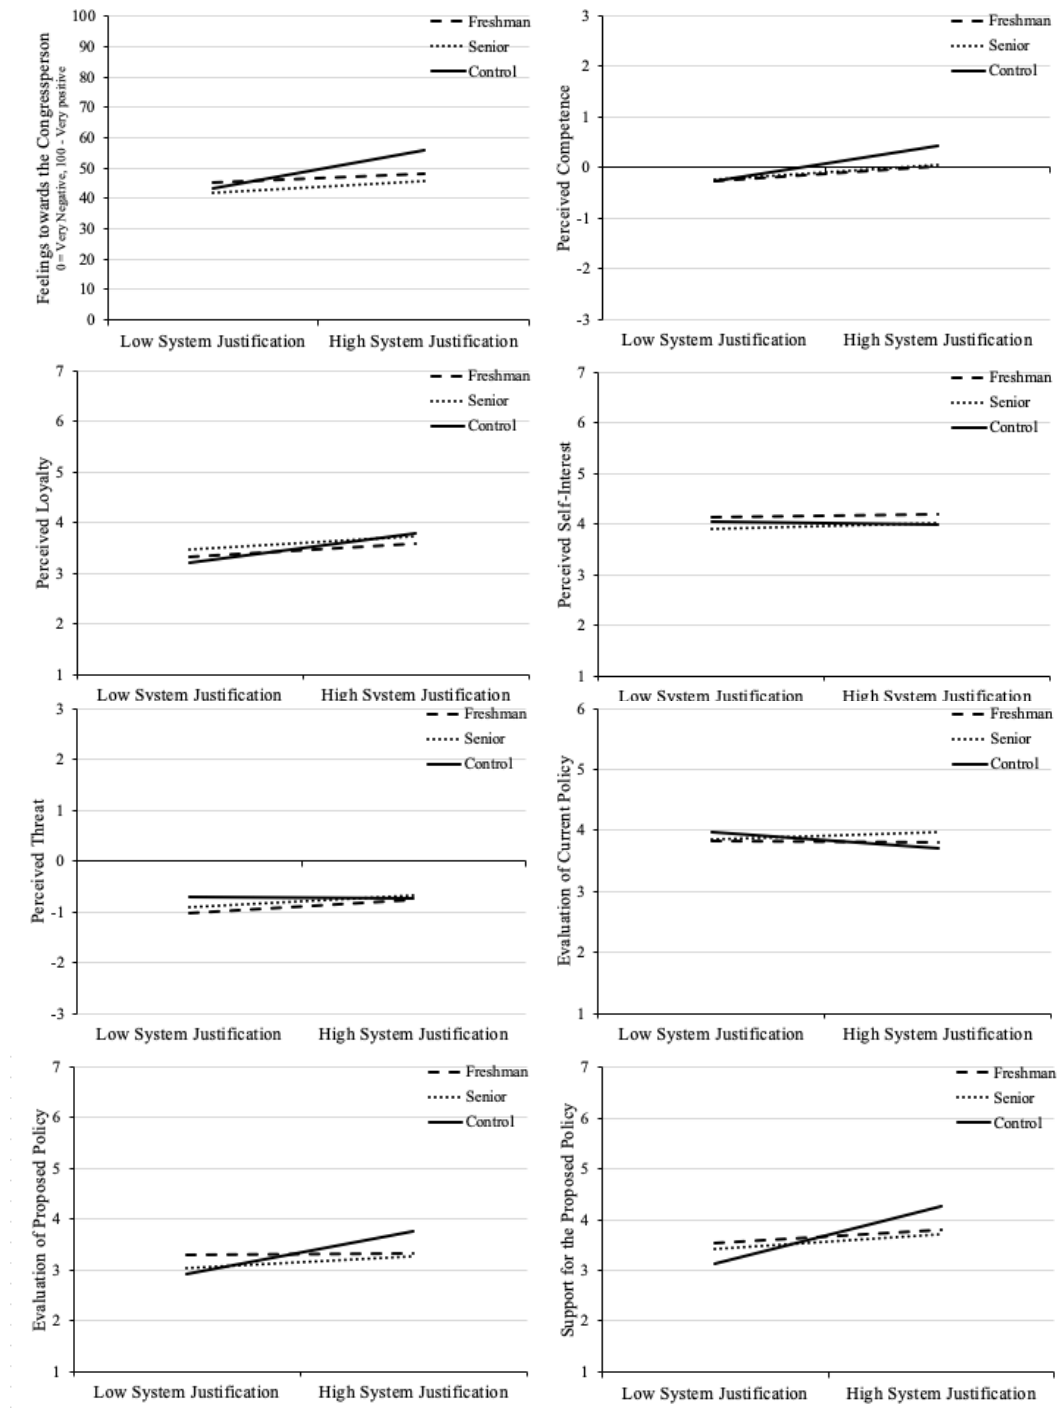 Feelings towards the Congressperson
0 = Very Negative, 100 - Very positive
100
90
80
70
60
50
40
30
20
10
0
Freshman
Senior
Control
Low System Justification High System Justification
Perceived Competence
3
2
1
0
-1
-2
-3
Freshman
Senior
Control
Low System Justification High System Justification
Perceived Loyalty
7
6
5
4
3
2
1
Freshman
Senior
Control
Low System Justification High System Justification
Perceived Self-Interest
7
6
5
4
3
2
1
Freshman
Senior
Control
Low System Justification High System Justification
Perceived Threat
3
2
1
0
-1
-2
-3
Freshman
Senior
Control
Low System Justification High System Justification
Evaluation of Current Policy
6
5
4
3
2
1
Freshman
Senior
Control
Low System Justification High System Justification
Evaluation of Proposed Policy
7
6
5
4
3
2
1
Freshman
Senior
Control
Low System Justification High System Justification
Support for the Proposed Policy
7
6
5
4
3
2
1
Freshman
Senior
Control
Low System Justification High System Justification